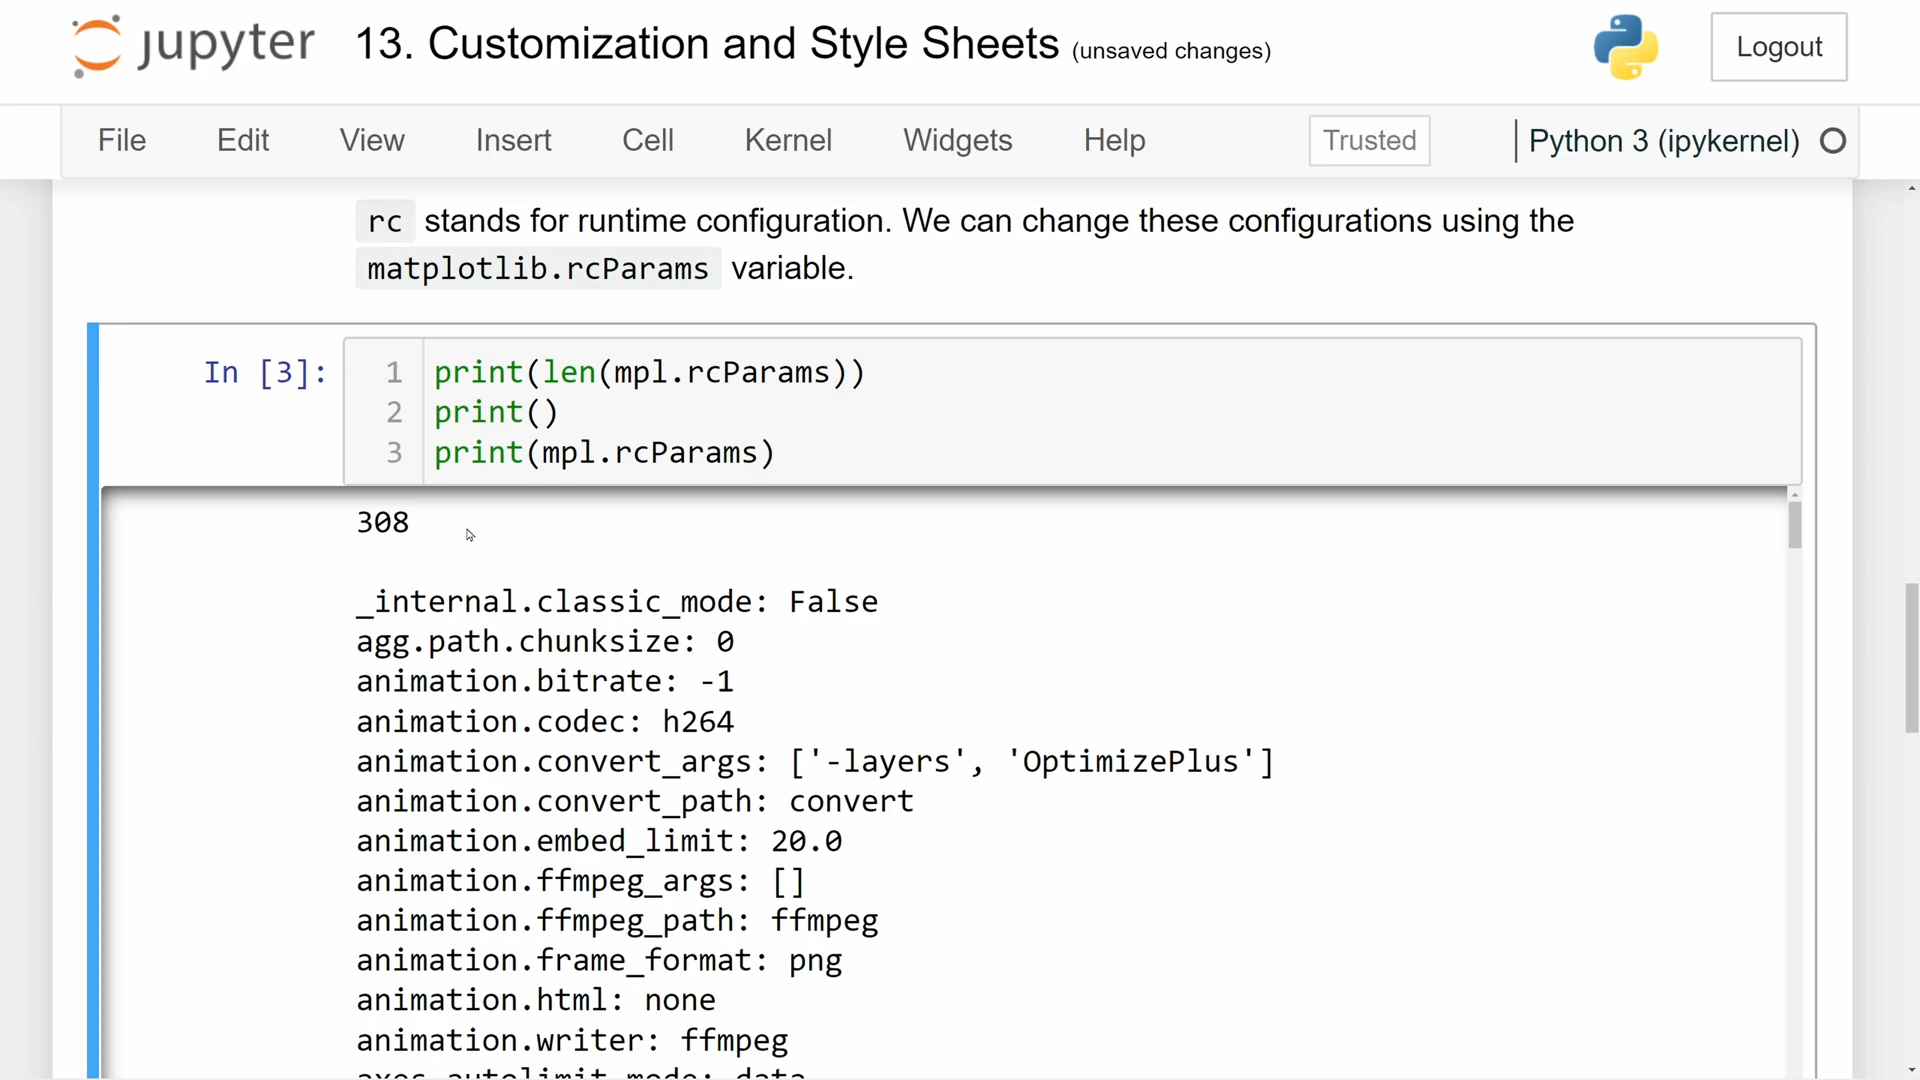 jupyter 13. Customization and Style Sheets (unsaved changes) Logout
File Edit View Insert Cell Kernel Widgets Help Trusted Python 3 (ipykernel)
rc stands for runtime configuration. We can change these configurations using the
matplotlib.rcParams variable.
In [3]: 1 print(len(mpl.rcParams))
2 print()
3 print(mpl.rcParams)
308
_internal.classic_mode: False
agg.path.chunksize: 0
animation.bitrate: -1
animation.codec: h264
animation.convert_args: ['-layers', 'OptimizePlus']
animation.convert_path: convert
animation.embed_limit: 20.0
animation.ffmpeg_args: []
animation.ffmpeg_path: ffmpeg
animation.frame_format: png
animation.html: none
animation.writer: ffmpeg
axes.autolimit_mode: data